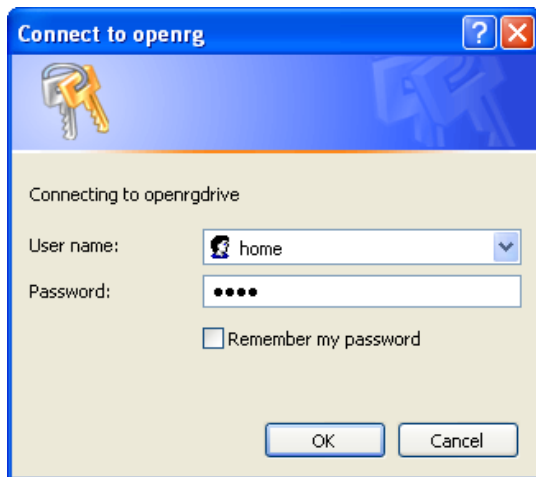 Connect to openrg
Connecting to openrgdrive
User name: home
Password: ••••
Remember my password
OK Cancel